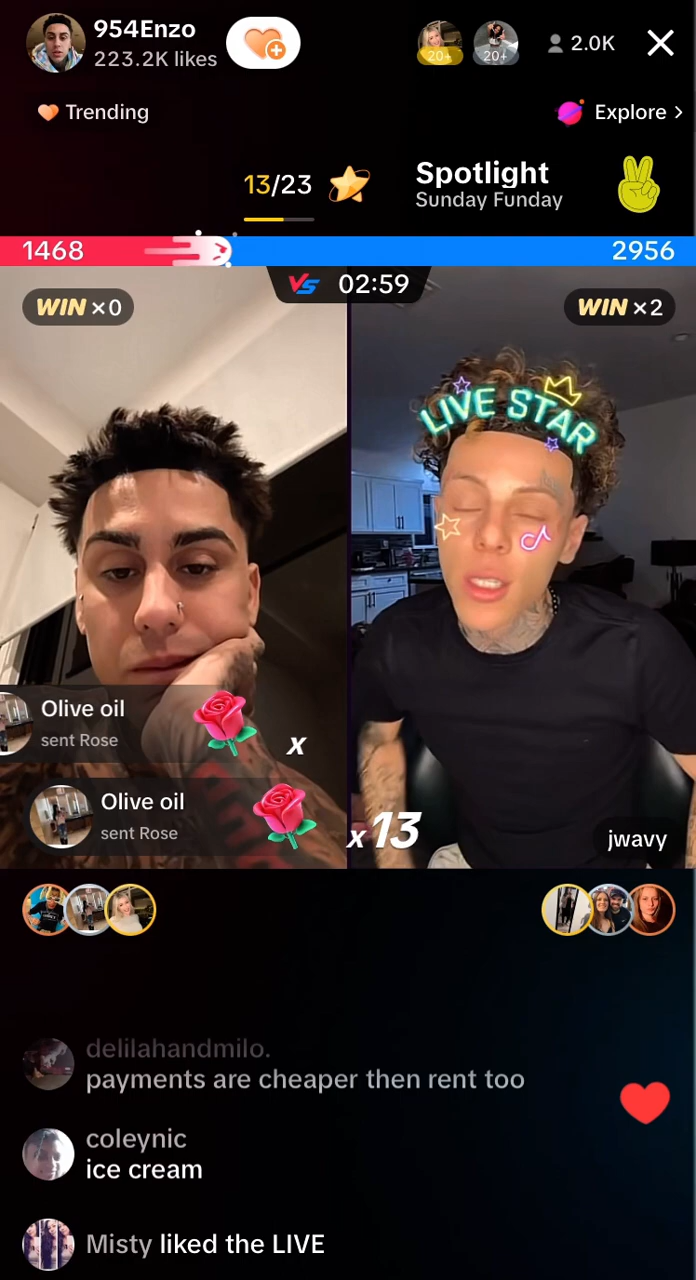 954Enzo
223.2K likes
20+
20+
2.0K
Trending
Explore >
13/23
Spotlight
Sunday Funday
1468
2956
VS 02:59
WIN ×0
WIN ×2
LIVE STAR
Olive oil
sent Rose
x
Olive oil
sent Rose
x 13
jwavy
delilahandmilo.
payments are cheaper then rent too
coleynic
ice cream
Misty liked the LIVE